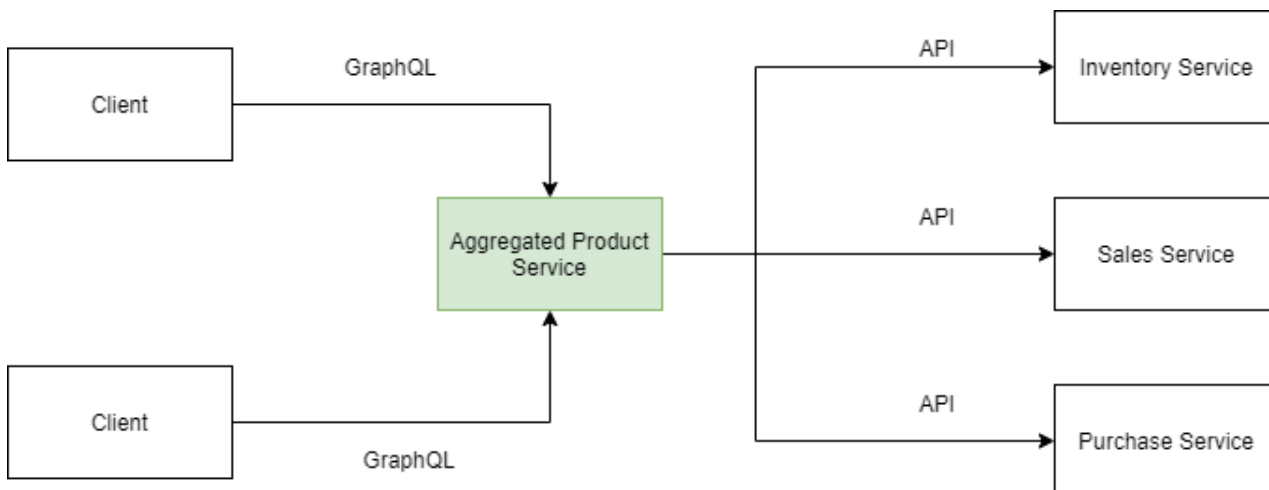 GraphQL
Client
API
Inventory Service
Aggregated Product
Service
API
Sales Service
Client
GraphQL
API
Purchase Service